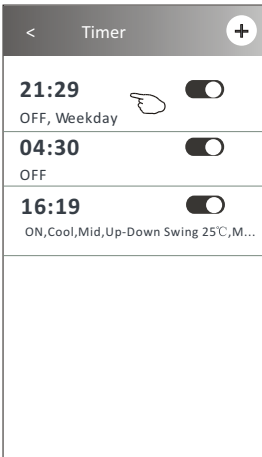 < Timer +
21:29
OFF, Weekday
04:30
OFF
16:19
ON,Cool,Mid,Up-Down Swing 25℃,M...